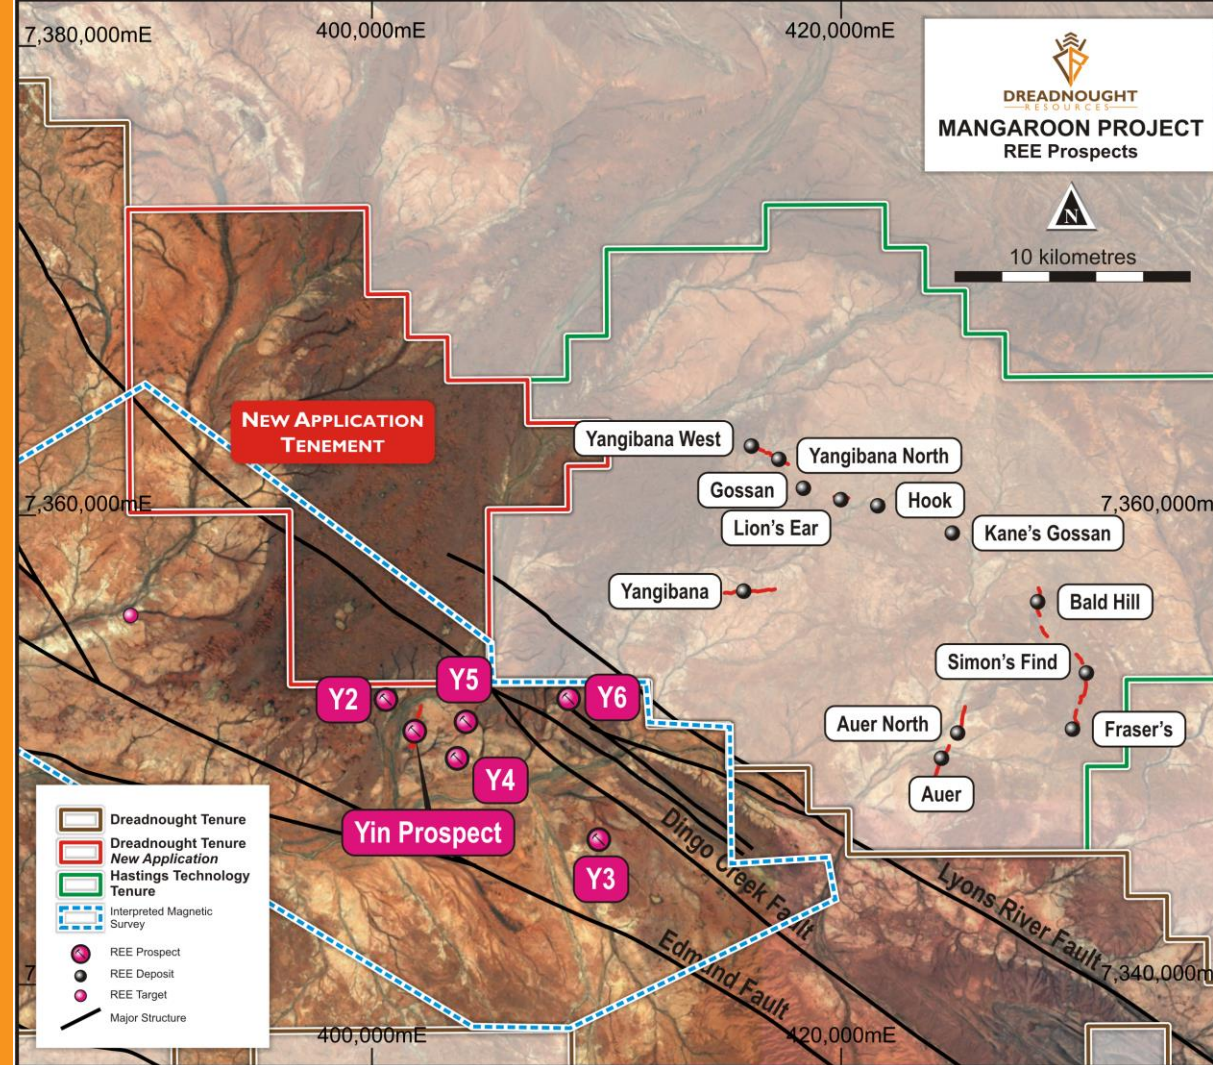 7,380,000mE
400,000mE
420,000mE
DREADNOUGHT
RESOURCES
MANGAROON PROJECT
REE Prospects
N
10 kilometres
NEW APPLICATION
TENEMENT
Yangibana West
Yangibana North
Gossan
Hook
Lion's Ear
Kane's Gossan
7,360,000mE
7,360,000m
Yangibana
Bald Hill
Simon's Find
Y2
Y5
Y6
Auer North
Fraser's
Y4
Auer
Yin Prospect
Y3
Dingo Creek Fault
Lyons River Fault
Edmund Fault
7,340,000m
Dreadnought Tenure
Dreadnought Tenure
New Application
Hastings Technology
Tenure
Interpreted Magnetic
Survey
REE Prospect
REE Deposit
REE Target
Major Structure
400,000mE
420,000mE